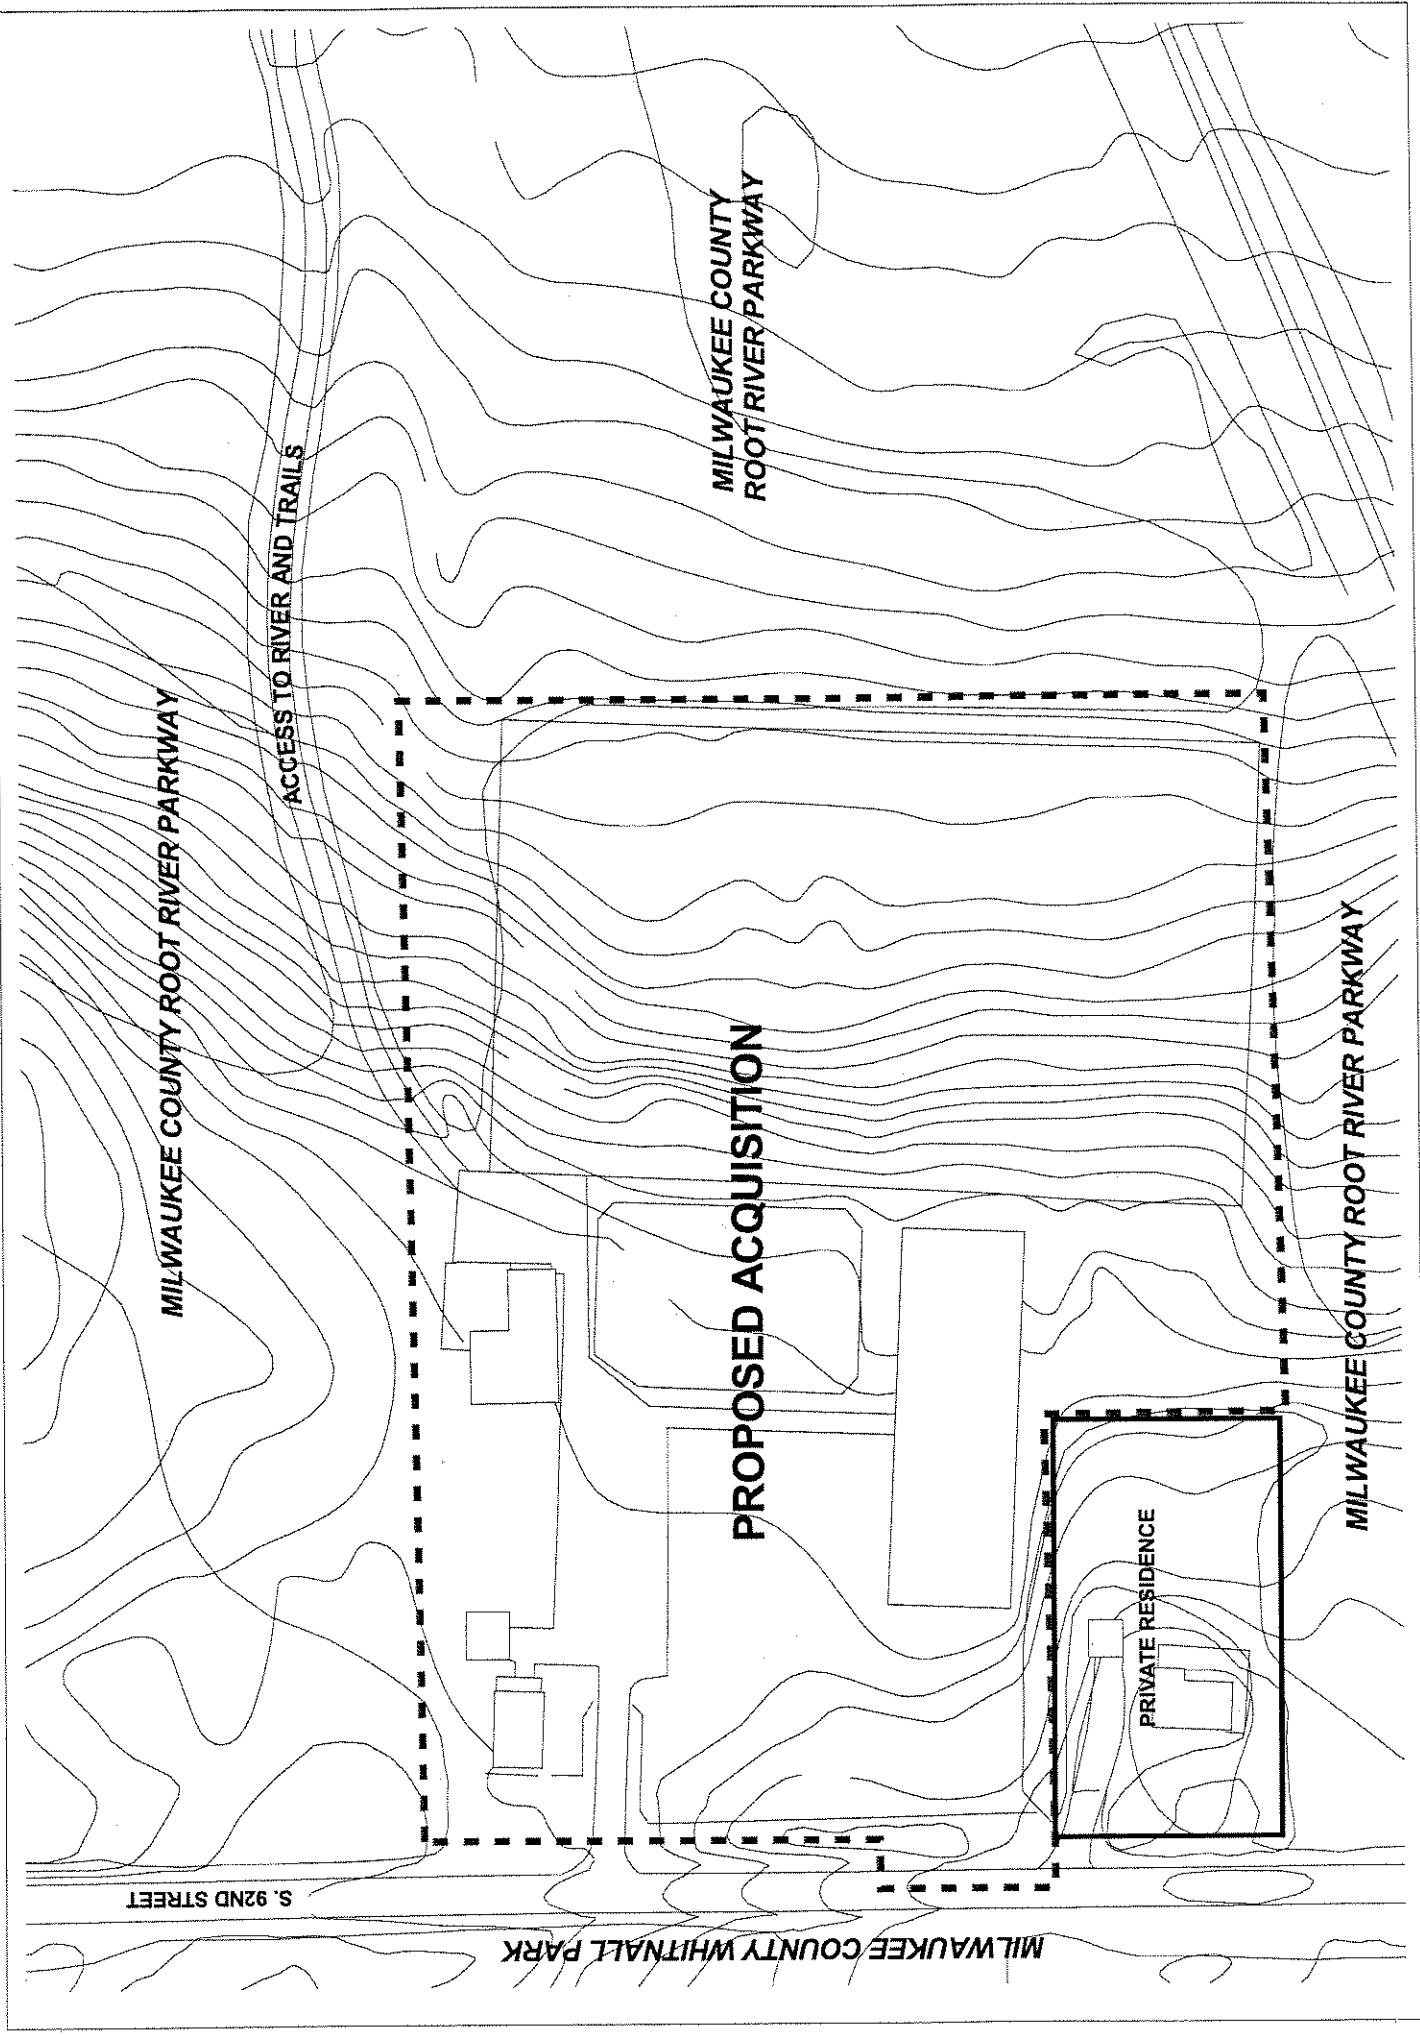 MILWAUKEE COUNTY ROOT RIVER PARKWAY
ACCESS TO RIVER AND TRAILS
MILWAUKEE COUNTY
ROOT RIVER PARKWAY
PROPOSED ACQUISITION
PRIVATE RESIDENCE
MILWAUKEE COUNTY ROOT RIVER PARKWAY
S. 92ND STREET
MILWAUKEE COUNTY WHITNALL PARK